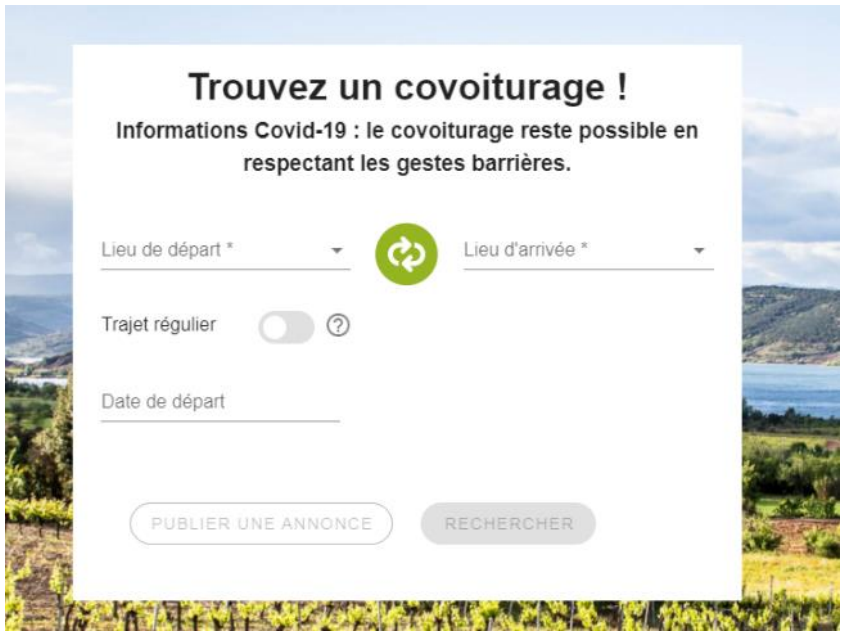 Trouvez un covoiturage !
Informations Covid-19 : le covoiturage reste possible en
respectant les gestes barrières.
Lieu de départ *
Lieu d'arrivée *
Trajet régulier ?
Date de départ
PUBLIER UNE ANNONCE
RECHERCHER